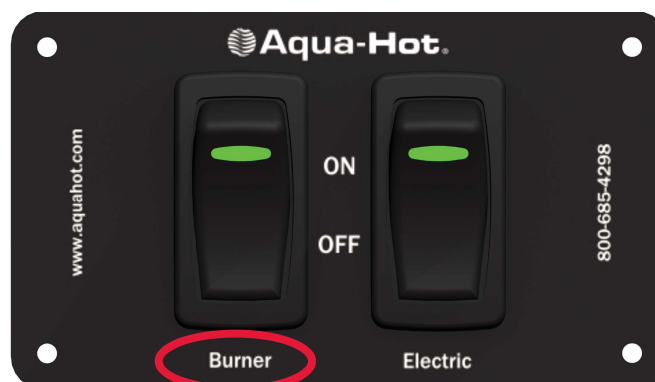 Aqua-Hot.
www.aquahot.com
ON
OFF
800-685-4298
Burner
Electric